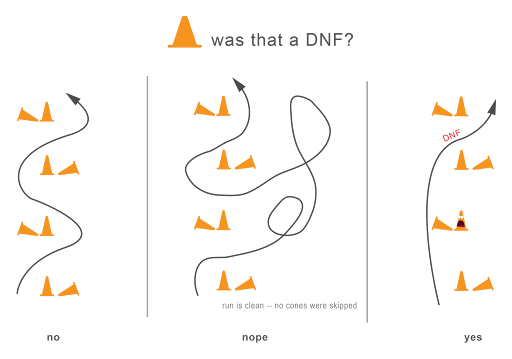 was that a DNF?
DNF
run is clean -- no cones were skipped
no
nope
yes